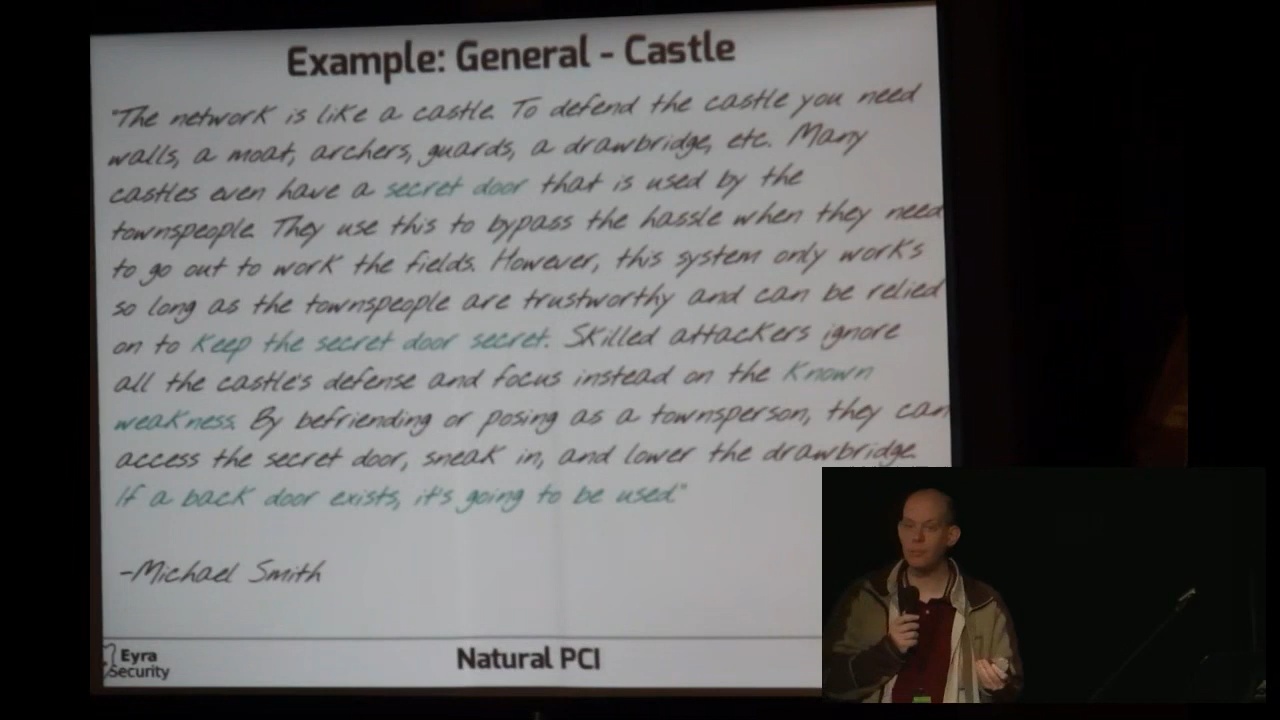 Example: General - Castle
"The network is like a castle. To defend the castle you need
walls, a moat, archers, guards, a drawbridge, etc. Many
castles even have a secret door that is used by the
townspeople. They use this to bypass the hassle when they need
to go out to work the fields. However, this system only works
so long as the townspeople are trustworthy and can be relied
on to keep the secret door secret. Skilled attackers ignore
all the castle's defense and focus instead on the known
weakness. By befriending or posing as a townsperson, they can
access the secret door, sneak in, and lower the drawbridge.
If a back door exists, it's going to be used."
-Michael Smith
Eyra
Security
Natural PCI